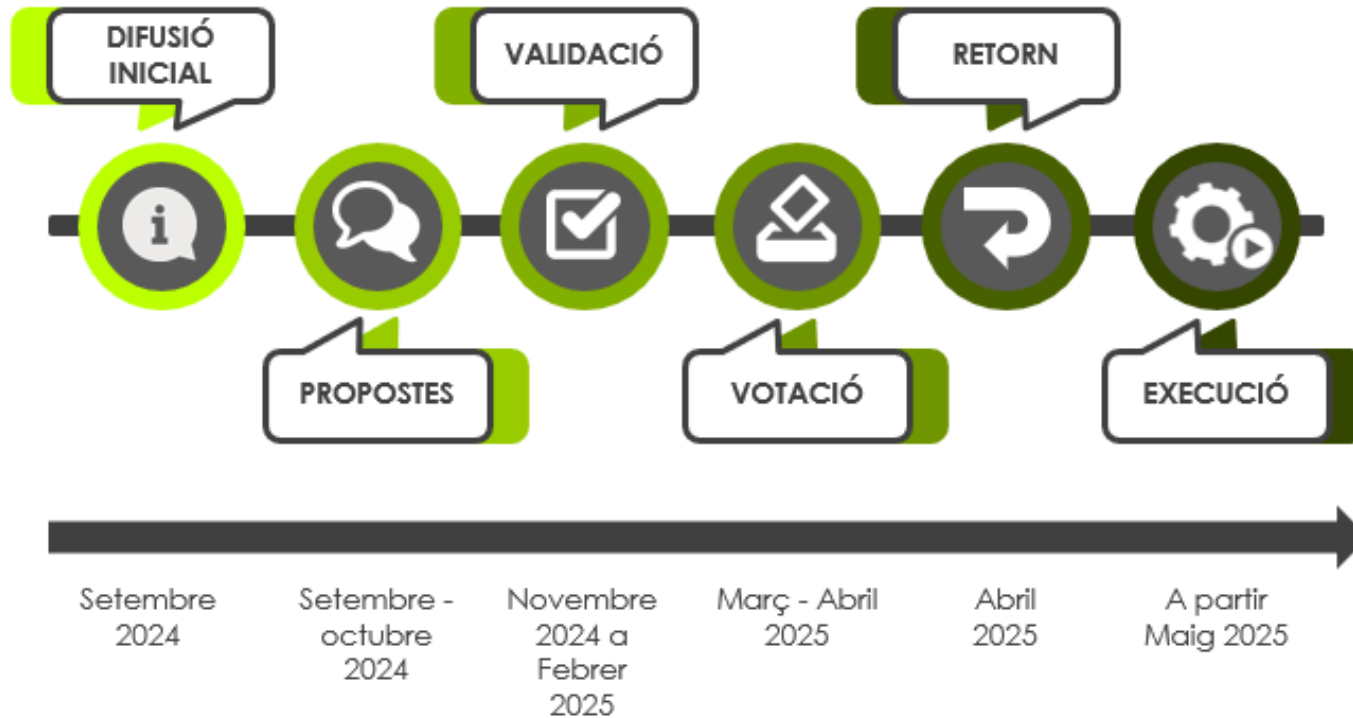 DIFUSIÓ
INICIAL
VALIDACIÓ
RETORN
i
PROPOSTES
VOTACIÓ
EXECUCIÓ
Setembre
2024
Setembre -
octubre
2024
Novembre
2024 a
Febrer
2025
Març - Abril
2025
Abril
2025
A partir
Maig 2025